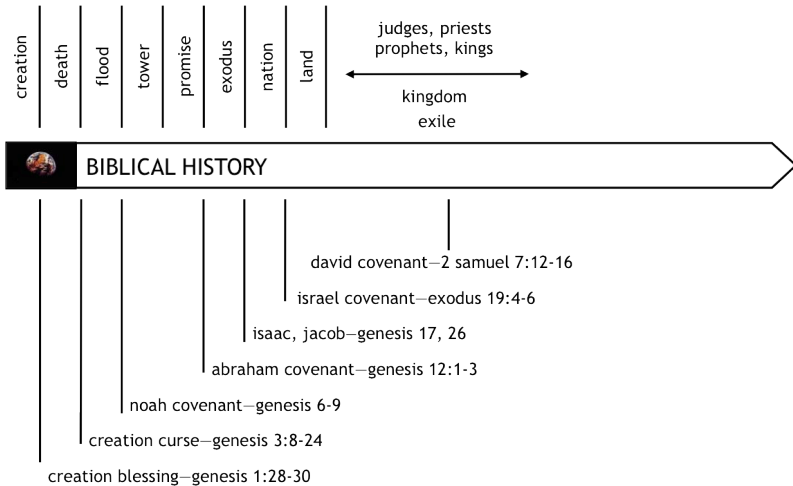 creation
death
flood
tower
promise
exodus
nation
land
judges, priests
prophets, kings
kingdom
exile
BIBLICAL HISTORY
david covenant—2 samuel 7:12-16
israel covenant—exodus 19:4-6
isaac, jacob—genesis 17, 26
abraham covenant—genesis 12:1-3
noah covenant—genesis 6-9
creation curse—genesis 3:8-24
creation blessing—genesis 1:28-30